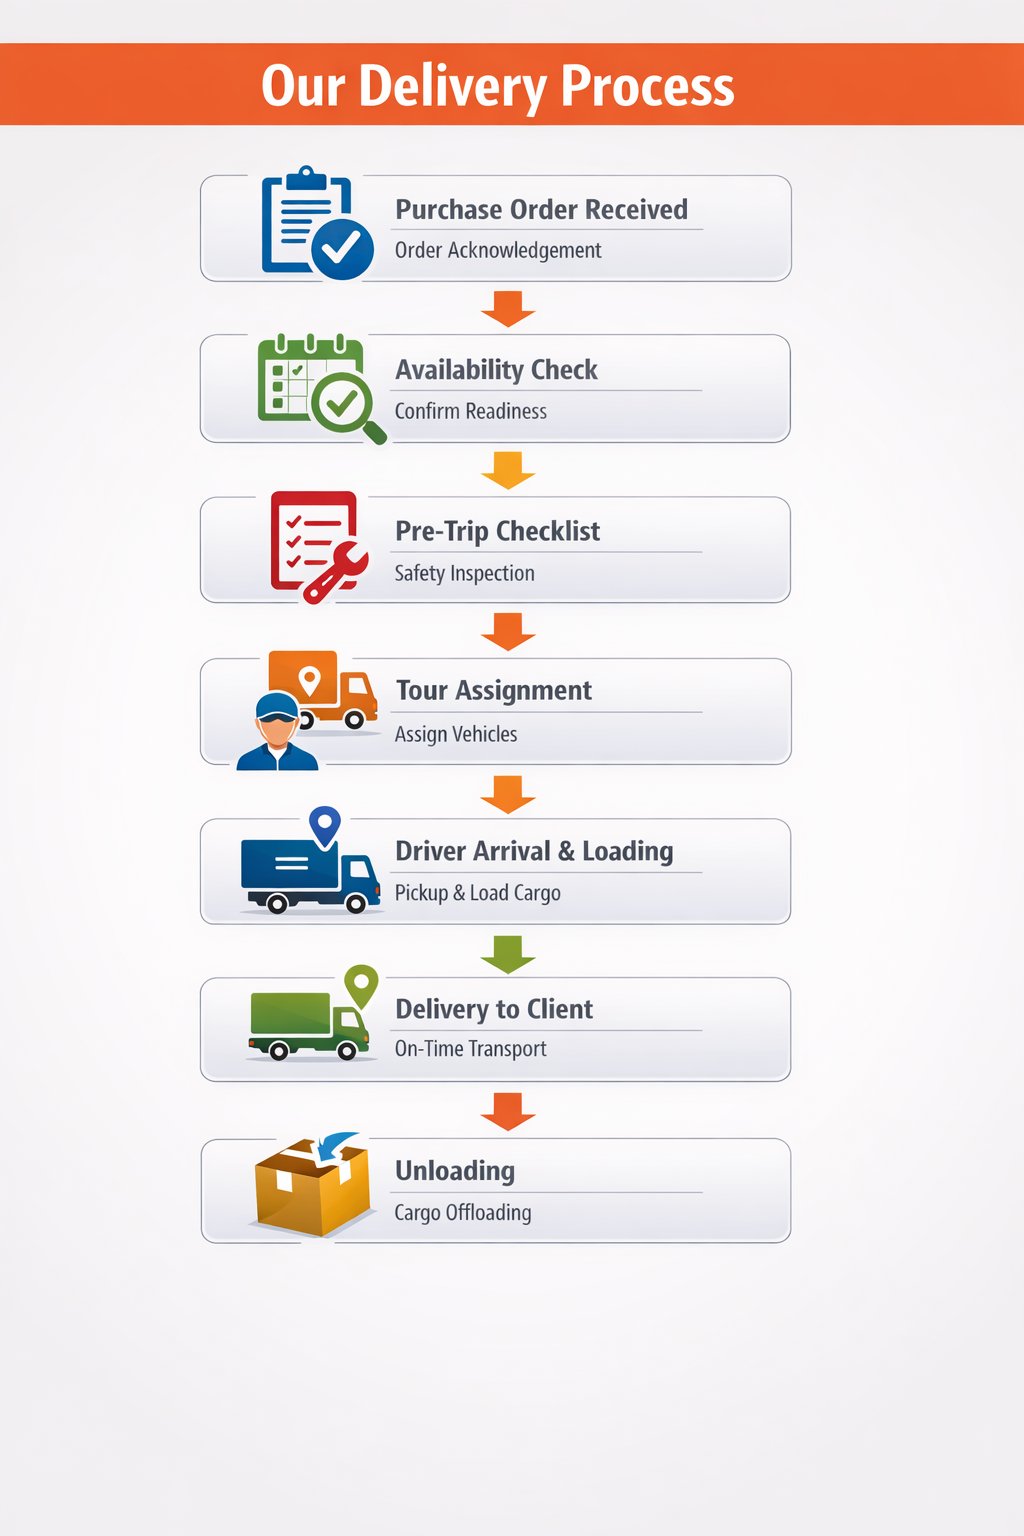 Our Delivery Process
Purchase Order Received
Order Acknowledgement
Availability Check
Confirm Readiness
Pre-Trip Checklist
Safety Inspection
Tour Assignment
Assign Vehicles
Driver Arrival & Loading
Pickup & Load Cargo
Delivery to Client
On-Time Transport
Unloading
Cargo Offloading